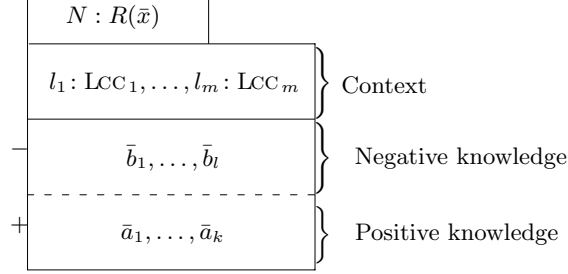 N : R(x̄)
l₁ : LCC₁, . . . , lₘ : LCCₘ } Context
− b̄₁, . . . , b̄ₗ } Negative knowledge
+ ā₁, . . . , āₖ } Positive knowledge